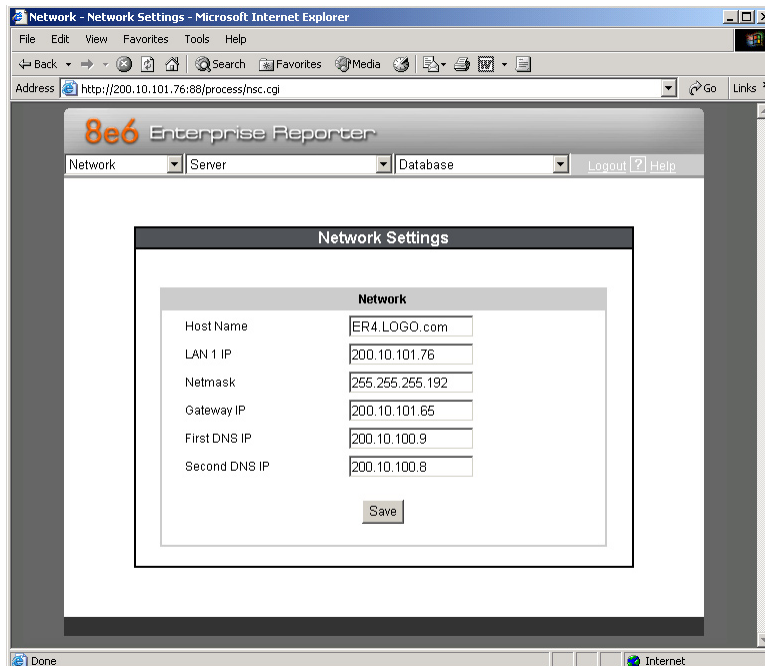 Network - Network Settings - Microsoft Internet Explorer
File Edit View Favorites Tools Help
Back Search Favorites Media
Address http://200.10.101.76:88/process/nsc.cgi Go Links
8e6 Enterprise Reporter
Network Server Database Logout ? Help
Network Settings
Network
Host Name ER4.LOGO.com
LAN 1 IP 200.10.101.76
Netmask 255.255.255.192
Gateway IP 200.10.101.65
First DNS IP 200.10.100.9
Second DNS IP 200.10.100.8
Save
Done Internet